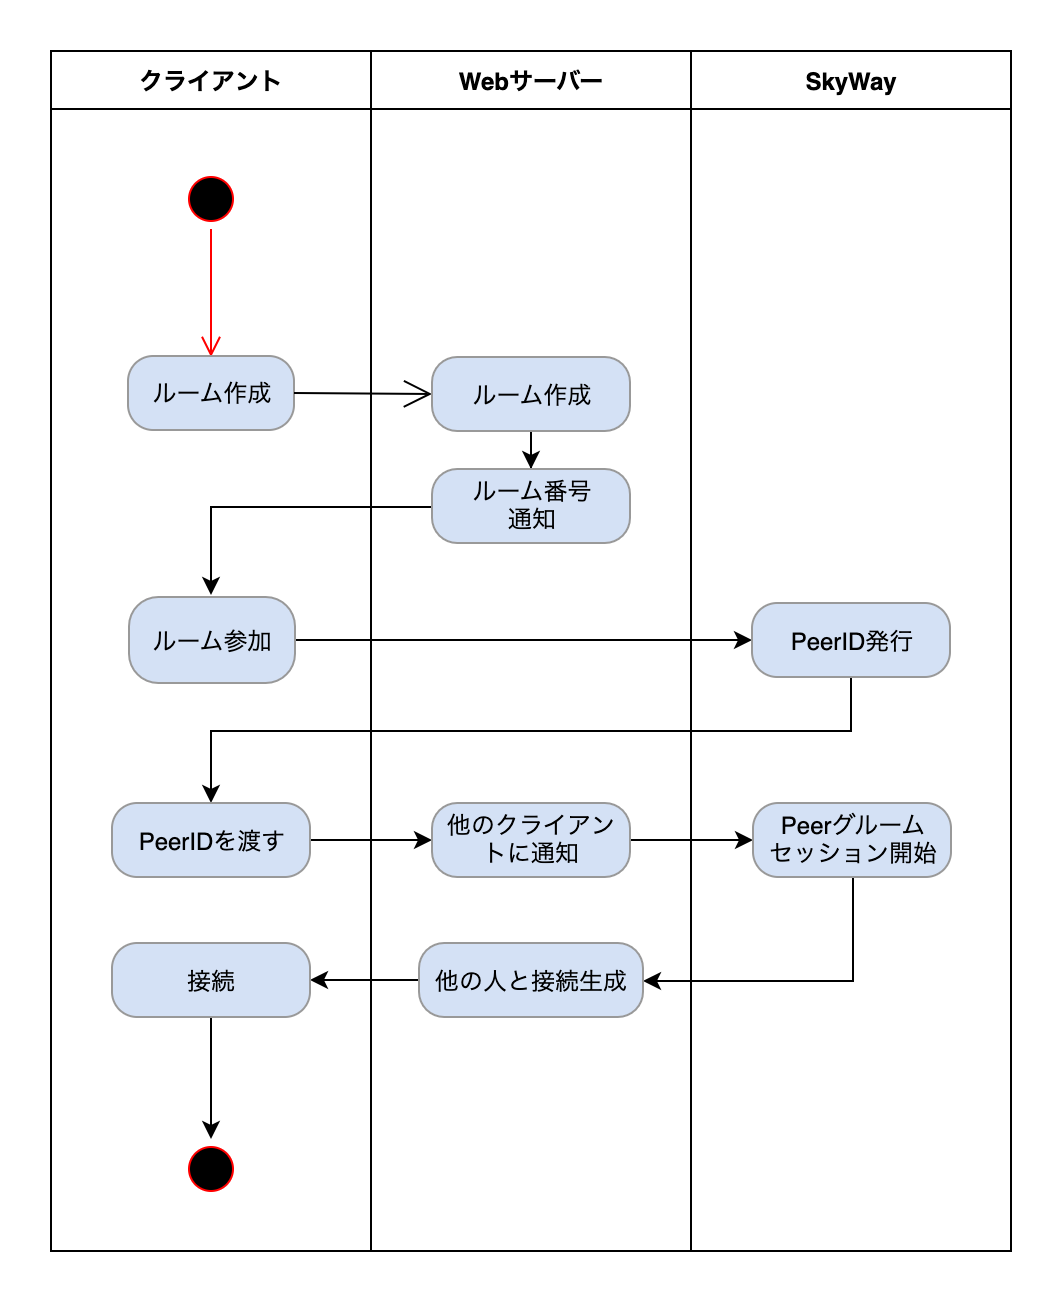 クライアント
Webサーバー
SkyWay
ルーム作成
ルーム作成
ルーム番号
通知
ルーム参加
PeerID発行
PeerIDを渡す
他のクライアン
トに通知
Peerグルーム
セッション開始
接続
他の人と接続生成